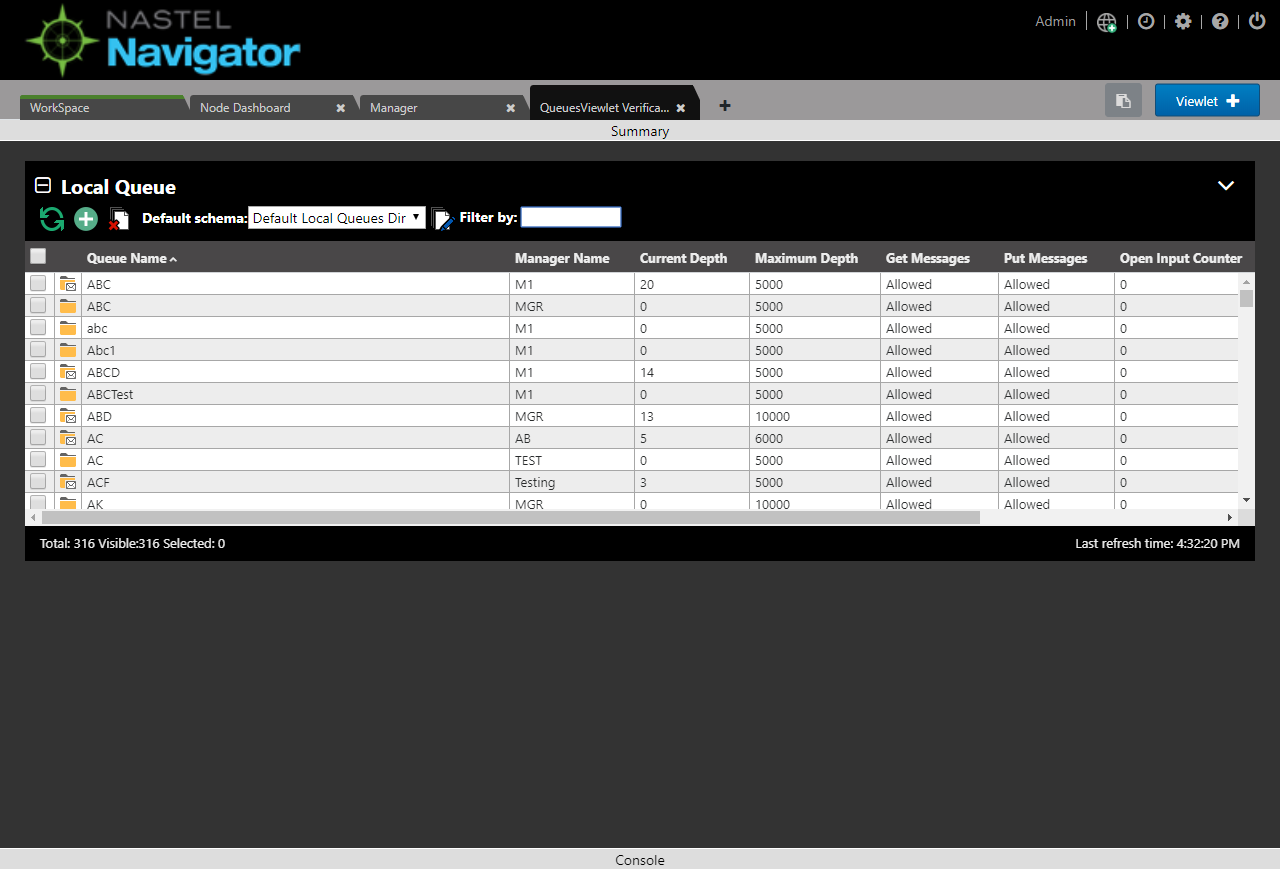 NASTEL
Navigator
Admin
WorkSpace Node Dashboard Manager QueuesViewlet Verifica... Viewlet
Summary
Local Queue
Default schema: Default Local Queues Dir Filter by:
Queue Name Manager Name Current Depth Maximum Depth Get Messages Put Messages Open Input Counter
ABC M1 20 5000 Allowed Allowed 0
ABC MGR 0 5000 Allowed Allowed 0
abc M1 0 5000 Allowed Allowed 0
Abc1 M1 0 5000 Allowed Allowed 0
ABCD M1 14 5000 Allowed Allowed 0
ABCTest M1 0 5000 Allowed Allowed 0
ABD MGR 13 10000 Allowed Allowed 0
AC AB 5 6000 Allowed Allowed 0
AC TEST 0 5000 Allowed Allowed 0
ACF Testing 3 5000 Allowed Allowed 0
AK MGR 0 10000 Allowed Allowed 0
Total: 316 Visible:316 Selected: 0 Last refresh time: 4:32:20 PM
Console